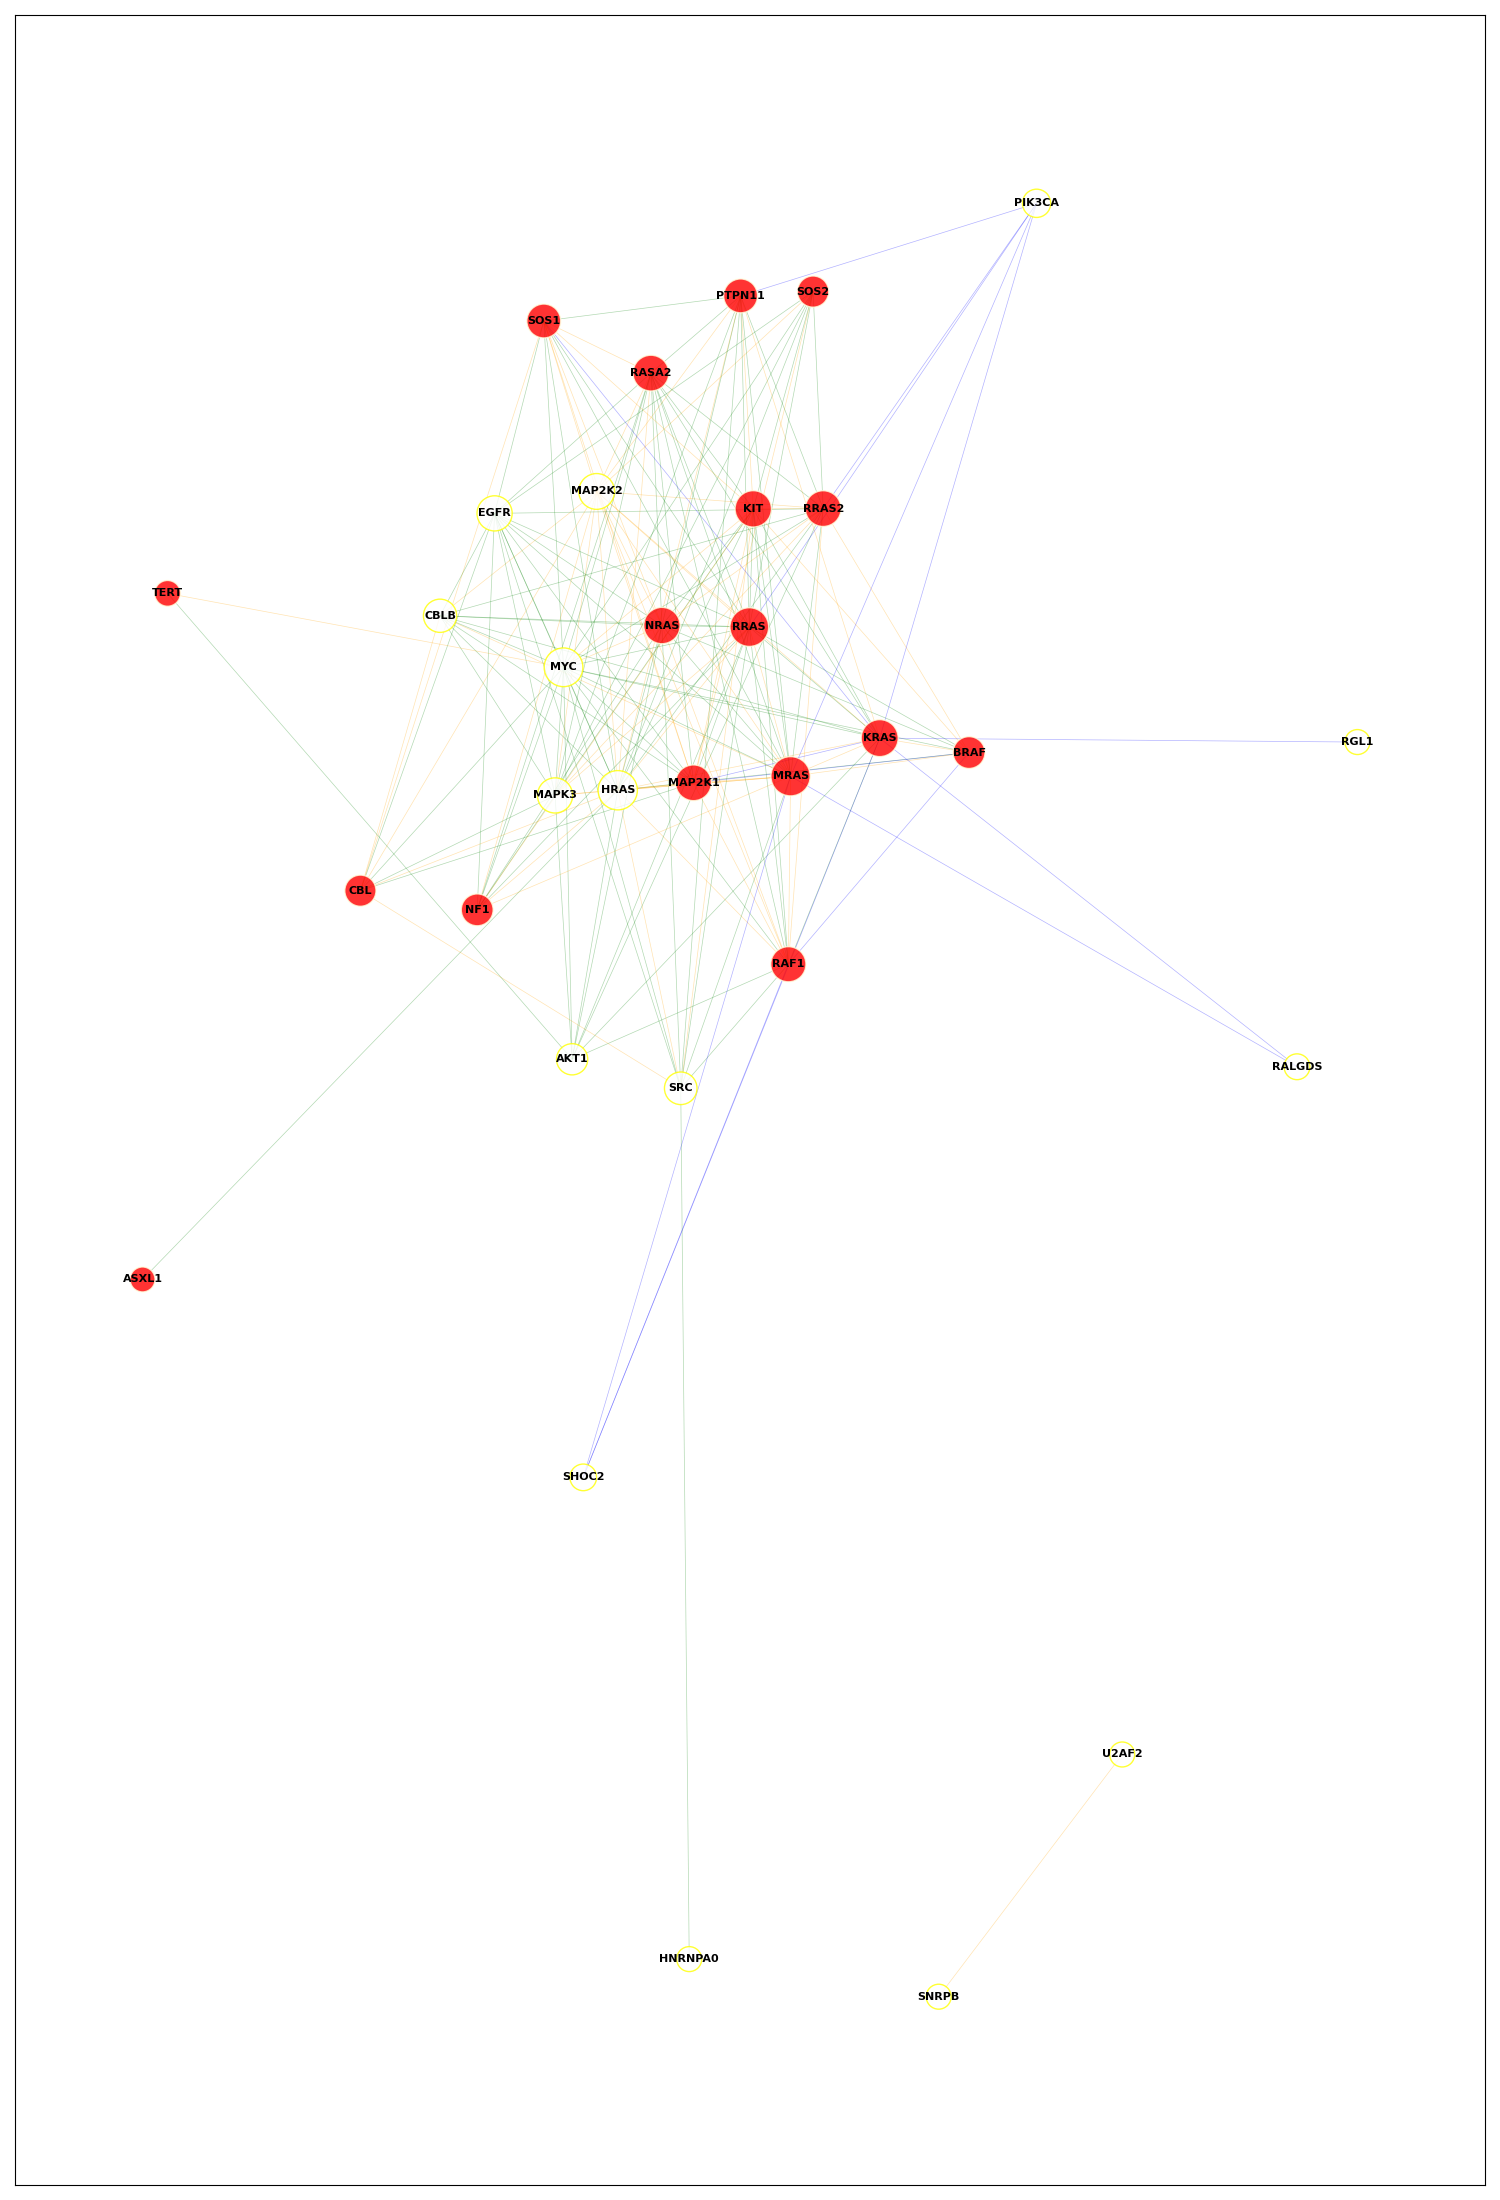 PIK3CA
SOS2
PTPN11
SOS1
RASA2
MAP2K2
KIT
RRAS2
EGFR
TERT
CBLB
NRAS
RRAS
MYC
KRAS
RGL1
BRAF
MRAS
MAP2K1
HRAS
MAPK3
CBL
NF1
RAF1
AKT1
RALGDS
SRC
ASXL1
SHOC2
U2AF2
HNRNPA0
SNRPB